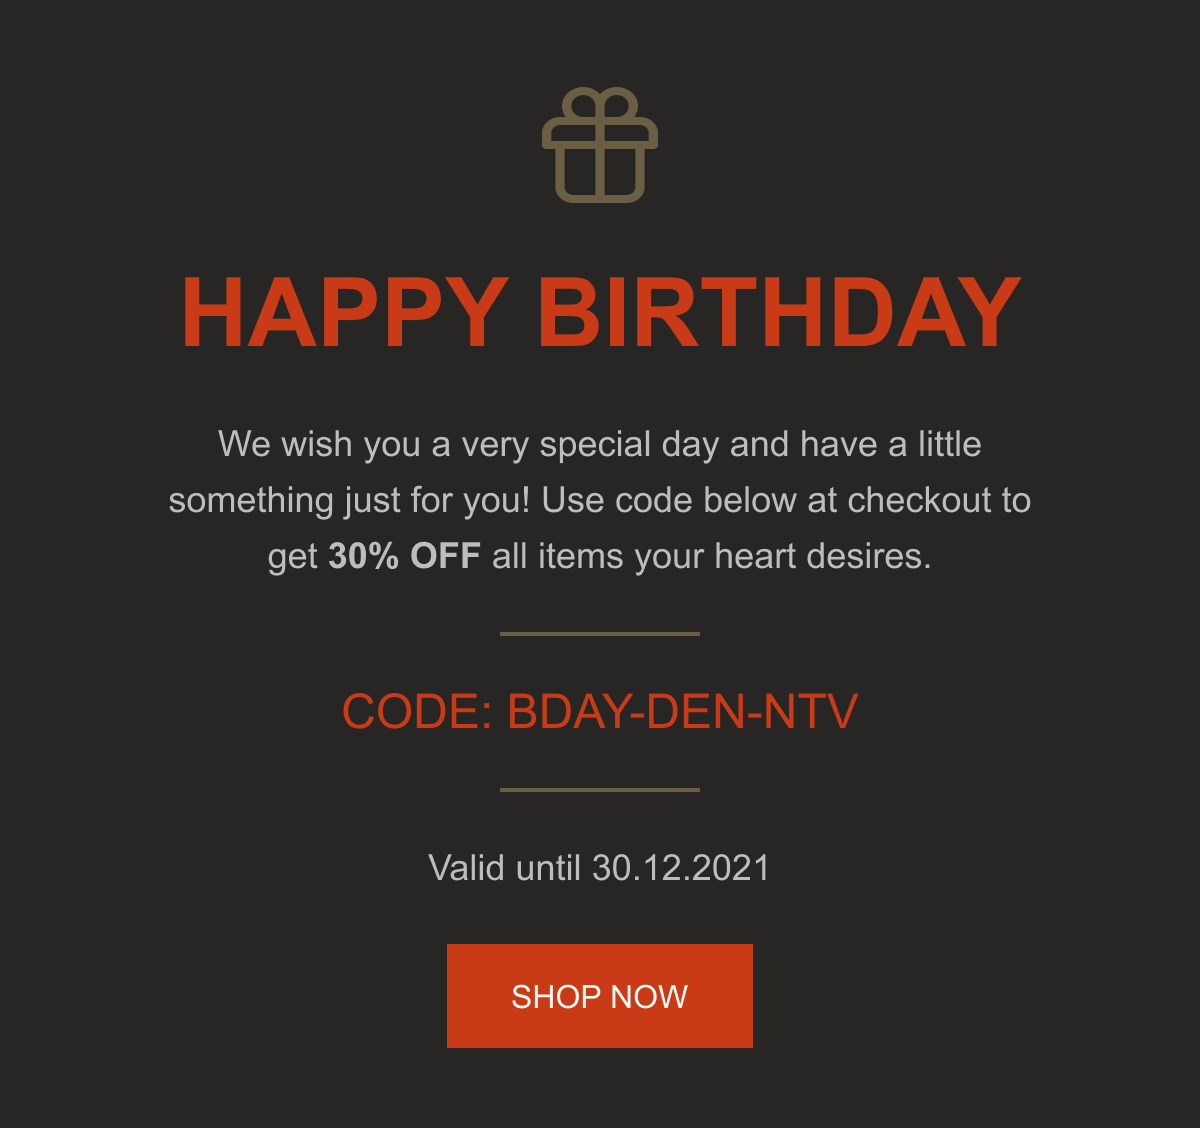 HAPPY BIRTHDAY
We wish you a very special day and have a little
something just for you! Use code below at checkout to
get 30% OFF all items your heart desires.
CODE: BDAY-DEN-NTV
Valid until 30.12.2021
SHOP NOW